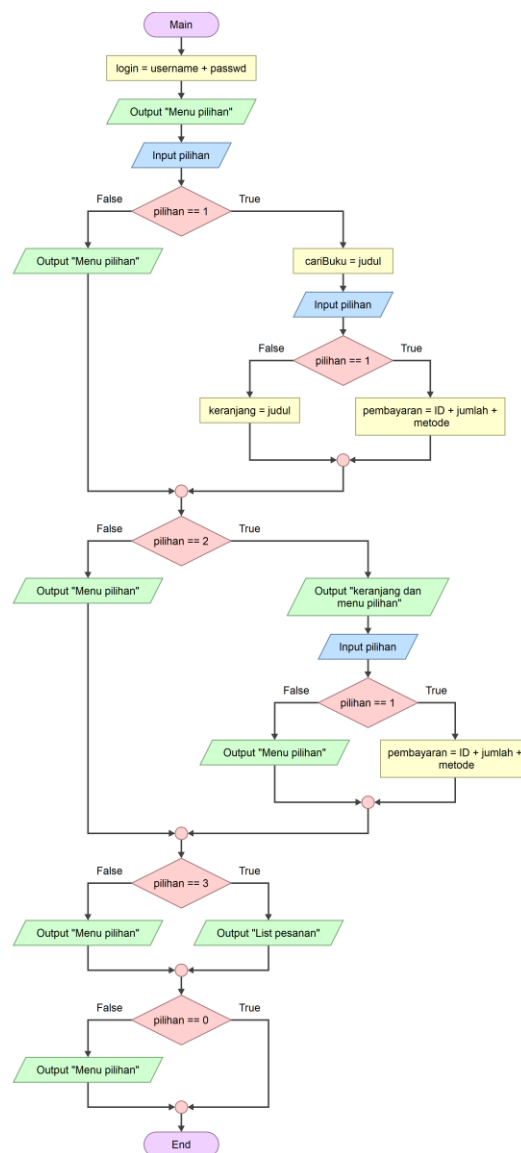 Main
login = username + passwd
Output "Menu pilihan"
Input pilihan
False
True
pilihan == 1
Output "Menu pilihan"
cariBuku = judul
Input pilihan
False
True
pilihan == 1
keranjang = judul
pembayaran = ID + jumlah +
metode
False
True
pilihan == 2
Output "Menu pilihan"
Output "keranjang dan
menu pilihan"
Input pilihan
False
True
pilihan == 1
Output "Menu pilihan"
pembayaran = ID + jumlah +
metode
False
True
pilihan == 3
Output "Menu pilihan"
Output "List pesanan"
False
True
pilihan == 0
Output "Menu pilihan"
End